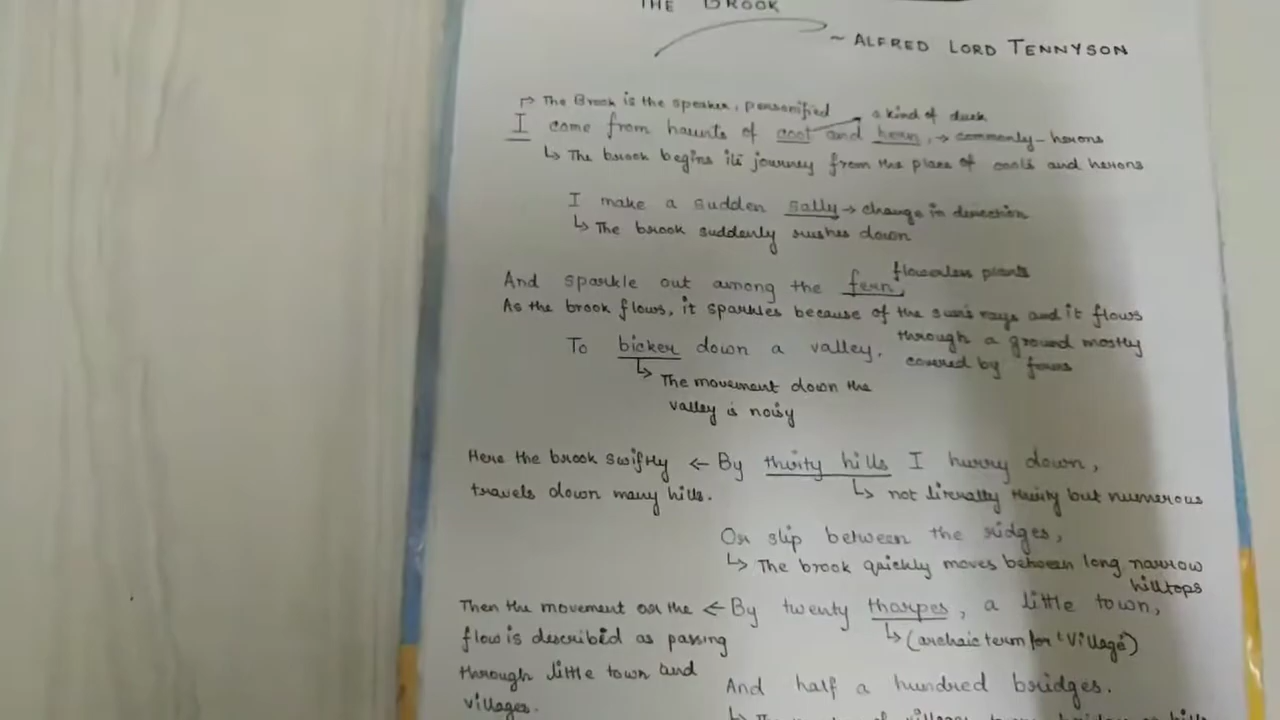 THE BROOK
~ ALFRED LORD TENNYSON
↱ The Brook is the speaker, personified
a kind of duck
I come from haunts of coot and hern, → commonly - herons
↳ The brook begins its journey from the place of coots and herons
I make a sudden sally → change in direction
↳ The brook suddenly rushes down
flowerless plants
And sparkle out among the fern,
As the brook flows, it sparkles because of the sun's rays and it flows
through a ground mostly
covered by ferns
To bicker down a valley.
↳ The movement down the
valley is noisy
Here the brook swiftly ← By thirty hills I hurry down,
travels down many hills.
↳ not literally thirty but numerous
Or slip between the ridges,
↳ The brook quickly moves between long narrow
hilltops
Then the movement or the ← By twenty thorpes, a little town,
flow is described as passing
through little town and
villages.
↳ (archaic term for 'Village')
And half a hundred bridges.